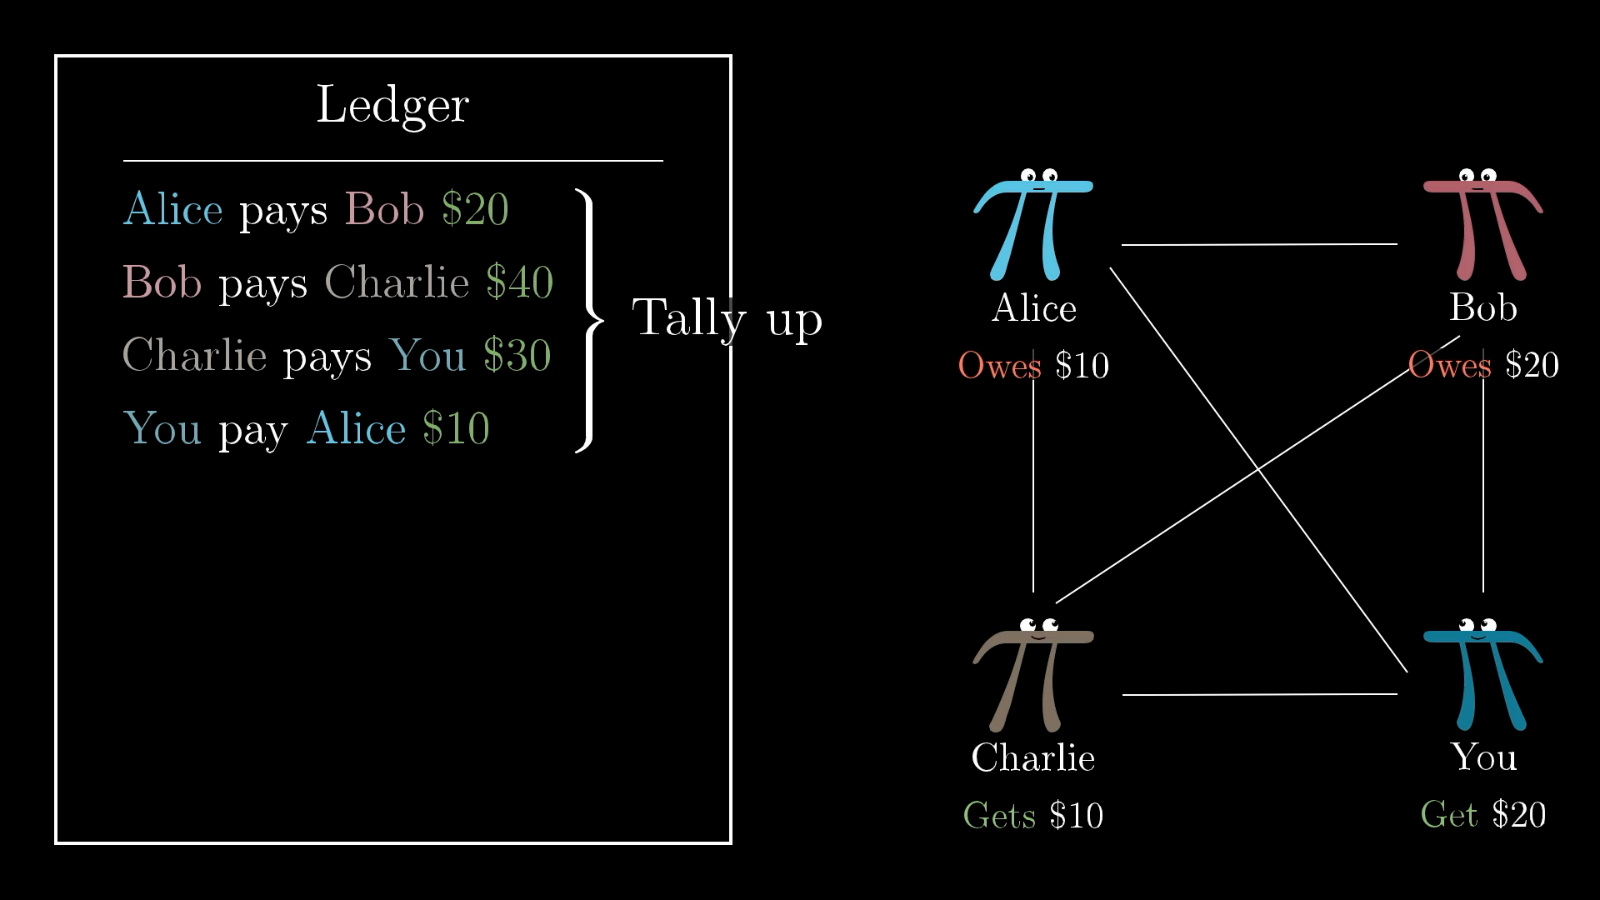 Ledger
Alice pays Bob $20
Bob pays Charlie $40
Charlie pays You $30
You pay Alice $10
Tally up
Alice
Owes $10
Bob
Owes $20
Charlie
Gets $10
You
Get $20